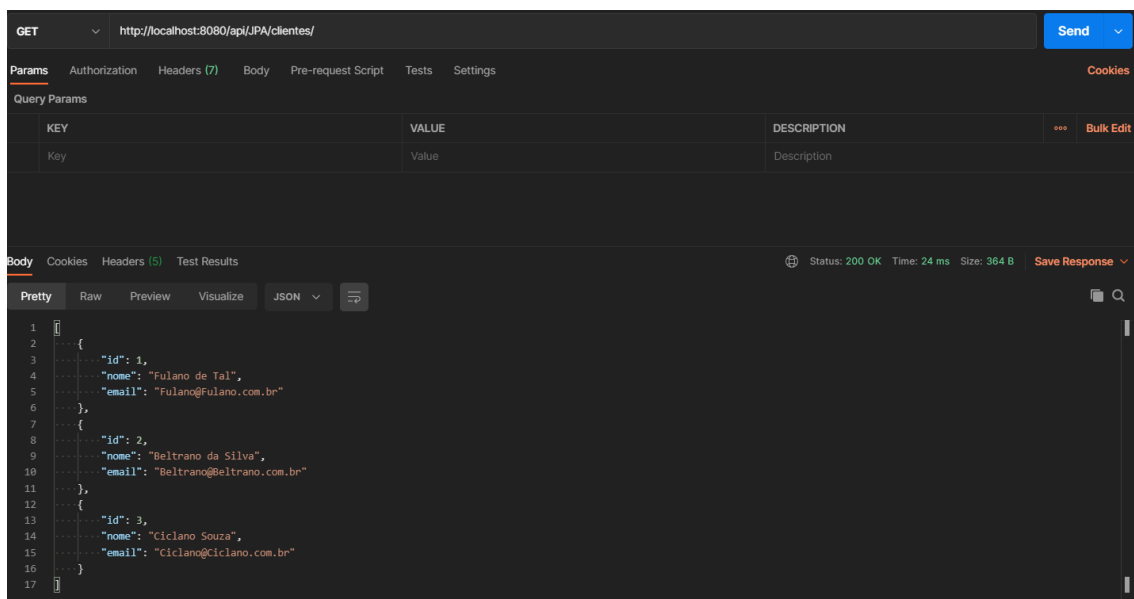 GET http://localhost:8080/api/JPA/clientes/ Send
Params Authorization Headers (7) Body Pre-request Script Tests Settings Cookies
Query Params
KEY VALUE DESCRIPTION ooo Bulk Edit
Key Value Description
Body Cookies Headers (5) Test Results Status: 200 OK Time: 24 ms Size: 364 B Save Response
Pretty Raw Preview Visualize JSON
1 [
2 {
3 "id": 1,
4 "nome": "Fulano de Tal",
5 "email": "Fulano@Fulano.com.br"
6 },
7 {
8 "id": 2,
9 "nome": "Beltrano da Silva",
10 "email": "Beltrano@Beltrano.com.br"
11 },
12 {
13 "id": 3,
14 "nome": "Ciclano Souza",
15 "email": "Ciclano@Ciclano.com.br"
16 }
17 ]